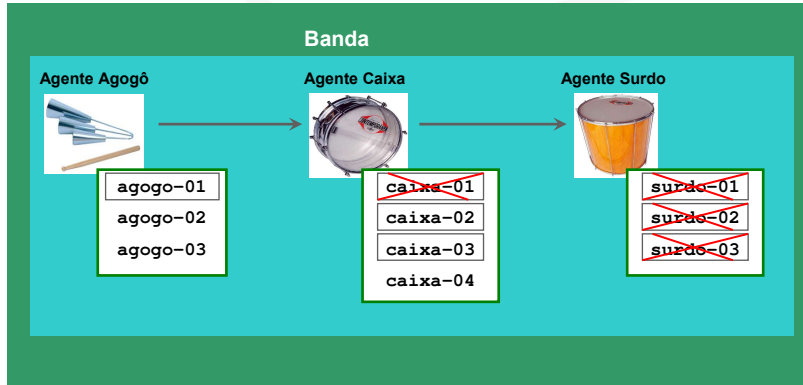 Banda
Agente Agogô
Agente Caixa
Agente Surdo
agogo-01
agogo-02
agogo-03
caixa-01
caixa-02
caixa-03
caixa-04
surdo-01
surdo-02
surdo-03